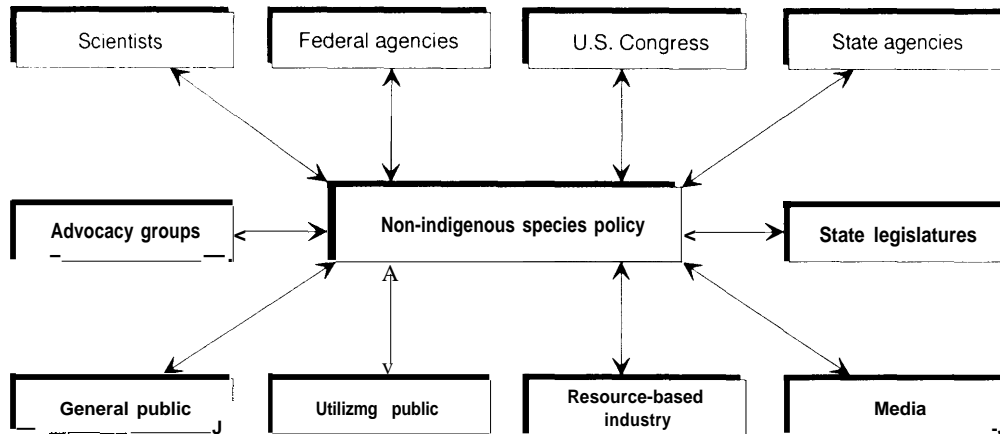 Scientists
Federal agencies
U.S. Congress
State agencies
Advocacy groups
Non-indigenous species policy
State legislatures
General public
Utilizmg public
Resource-based
industry
Media